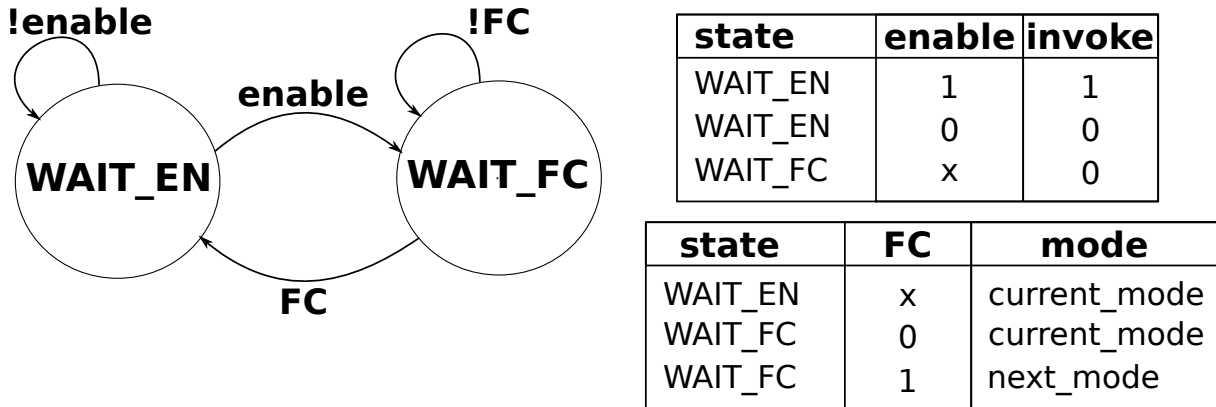 !enable
!FC
enable
WAIT_EN
WAIT_FC
FC
state enable invoke
WAIT_EN 1 1
WAIT_EN 0 0
WAIT_FC x 0
state FC mode
WAIT_EN x current_mode
WAIT_FC 0 current_mode
WAIT_FC 1 next_mode